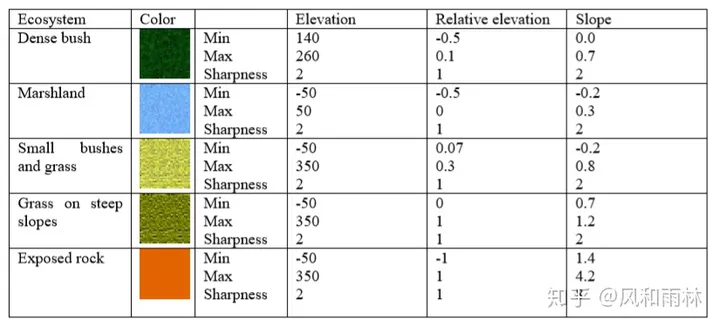 Ecosystem Color Elevation Relative elevation Slope
Dense bush Min 140 -0.5 0.0
Max 260 0.1 0.7
Sharpness 2 1 2
Marshland Min -50 -0.5 -0.2
Max 50 0 0.3
Sharpness 2 1 2
Small bushes Min -50 0.07 -0.2
and grass Max 350 0.3 0.8
Sharpness 2 1 2
Grass on steep Min -50 0 0.7
slopes Max 350 1 1.2
Sharpness 2 1 2
Exposed rock Min -50 -1 1.4
Max 350 1 4.2
Sharpness 2 1
知乎 @风和雨林